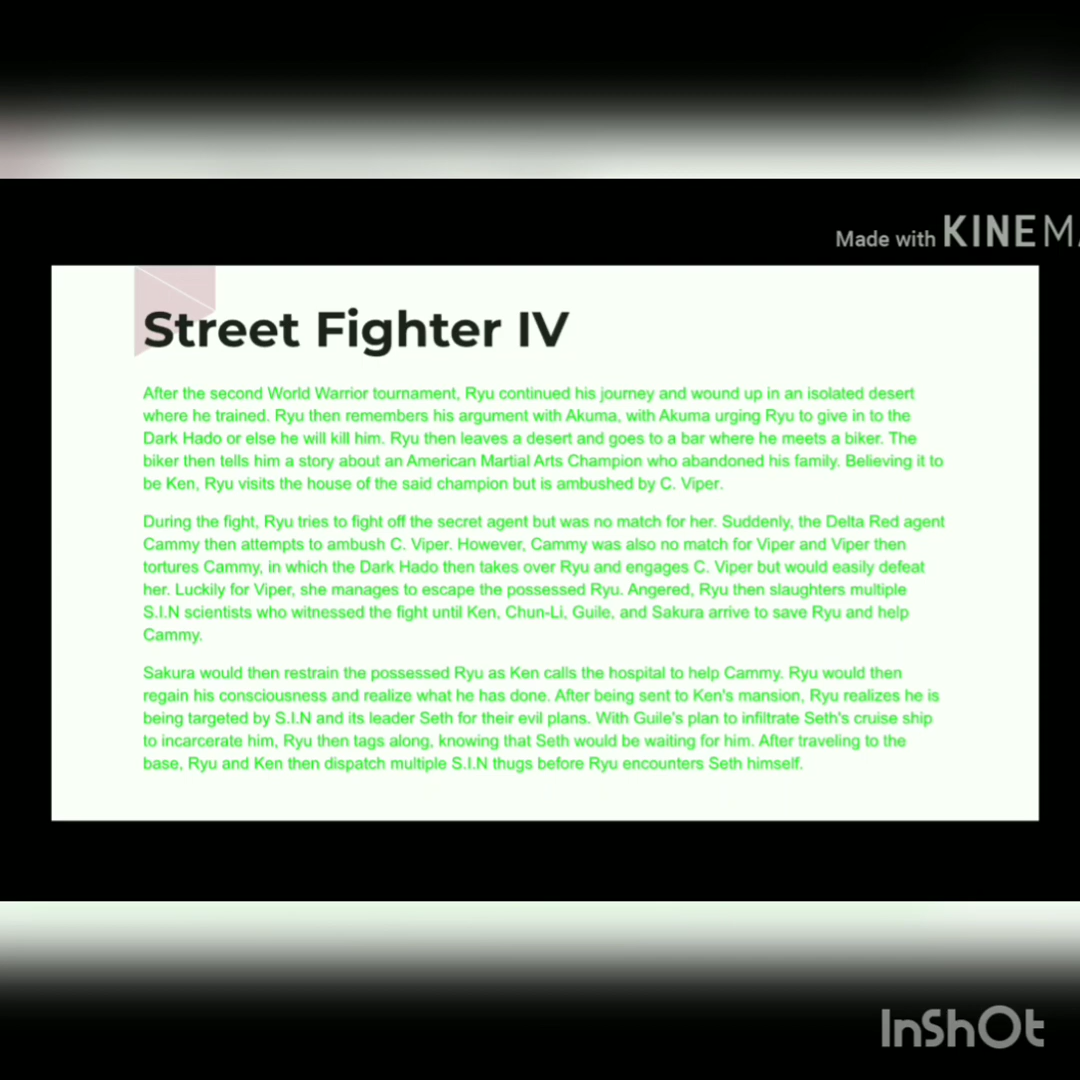 Made with KINEMA
Street Fighter IV
After the second World Warrior tournament, Ryu continued his journey and wound up in an isolated desert
where he trained. Ryu then remembers his argument with Akuma, with Akuma urging Ryu to give in to the
Dark Hado or else he will kill him. Ryu then leaves a desert and goes to a bar where he meets a biker. The
biker then tells him a story about an American Martial Arts Champion who abandoned his family. Believing it to
be Ken, Ryu visits the house of the said champion but is ambushed by C. Viper.
During the fight, Ryu tries to fight off the secret agent but was no match for her. Suddenly, the Delta Red agent
Cammy then attempts to ambush C. Viper. However, Cammy was also no match for Viper and Viper then
tortures Cammy, in which the Dark Hado then takes over Ryu and engages C. Viper but would easily defeat
her. Luckily for Viper, she manages to escape the possessed Ryu. Angered, Ryu then slaughters multiple
S.I.N scientists who witnessed the fight until Ken, Chun-Li, Guile, and Sakura arrive to save Ryu and help
Cammy.
Sakura would then restrain the possessed Ryu as Ken calls the hospital to help Cammy. Ryu would then
regain his consciousness and realize what he has done. After being sent to Ken's mansion, Ryu realizes he is
being targeted by S.I.N and its leader Seth for their evil plans. With Guile's plan to infiltrate Seth's cruise ship
to incarcerate him, Ryu then tags along, knowing that Seth would be waiting for him. After traveling to the
base, Ryu and Ken then dispatch multiple S.I.N thugs before Ryu encounters Seth himself.
InShOt